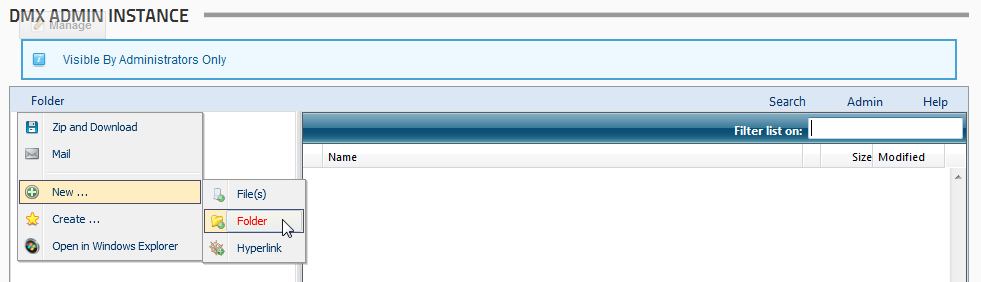 DMX ADMIN INSTANCE
Manage
Visible By Administrators Only
Folder Search Admin Help
Zip and Download
Filter list on:
Mail
Name Size Modified
New ...
File(s)
Create ...
Folder
Open in Windows Explorer
Hyperlink